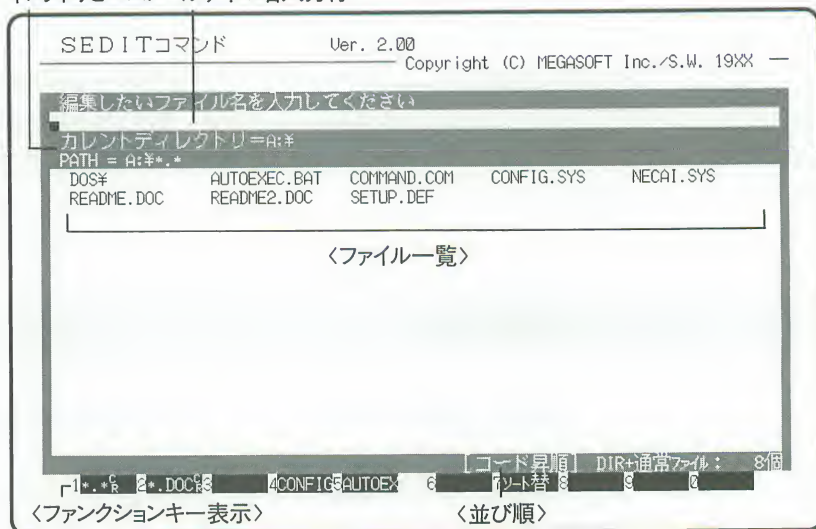 SEDITコマンド Ver. 2.00
Copyright (C) MEGASOFT Inc./S.W. 19XX
編集したいファイル名を入力してください
カレントディレクトリ=A:¥
PATH = A:¥*.*
DOS¥ AUTOEXEC.BAT COMMAND.COM CONFIG.SYS NECAI.SYS
README.DOC README2.DOC SETUP.DEF
〈ファイル一覧〉
[コード昇順] DIR+通常ファイル: 8個
1*.*CR 2*.DOCCR 3 4CONFIG 5AUTOEX 6 7ソート替 8 9 0
〈ファンクションキー表示〉 〈並び順〉